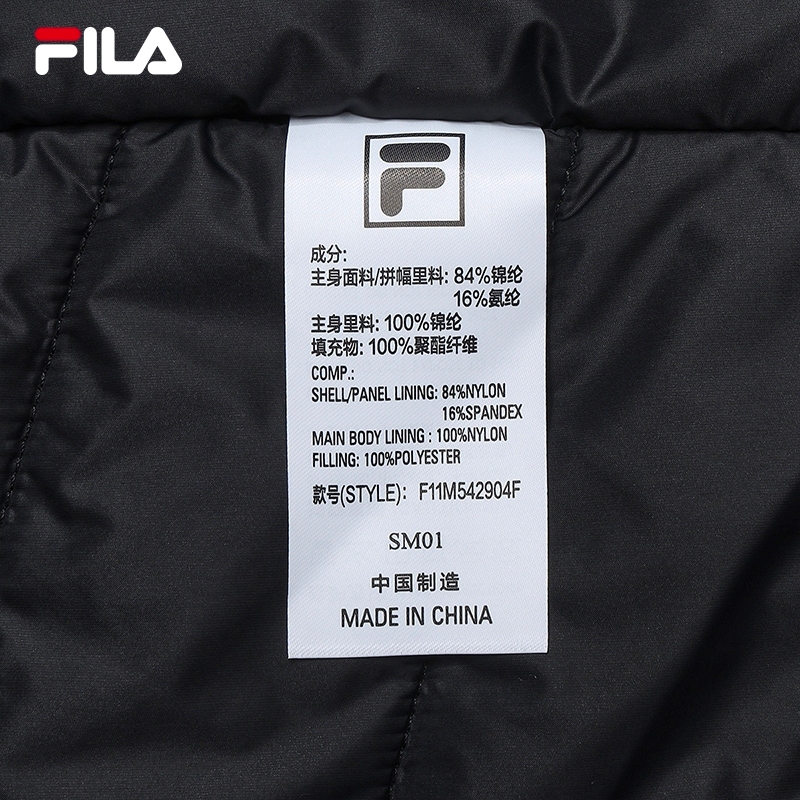 FILA
F
成分:
主身面料/拼幅里料: 84%锦纶
16%氨纶
主身里料: 100%锦纶
填充物: 100%聚酯纤维
COMP.:
SHELL/PANEL LINING: 84%NYLON
16%SPANDEX
MAIN BODY LINING : 100%NYLON
FILLING: 100%POLYESTER
款号(STYLE): F11M542904F
SM01
中国制造
MADE IN CHINA